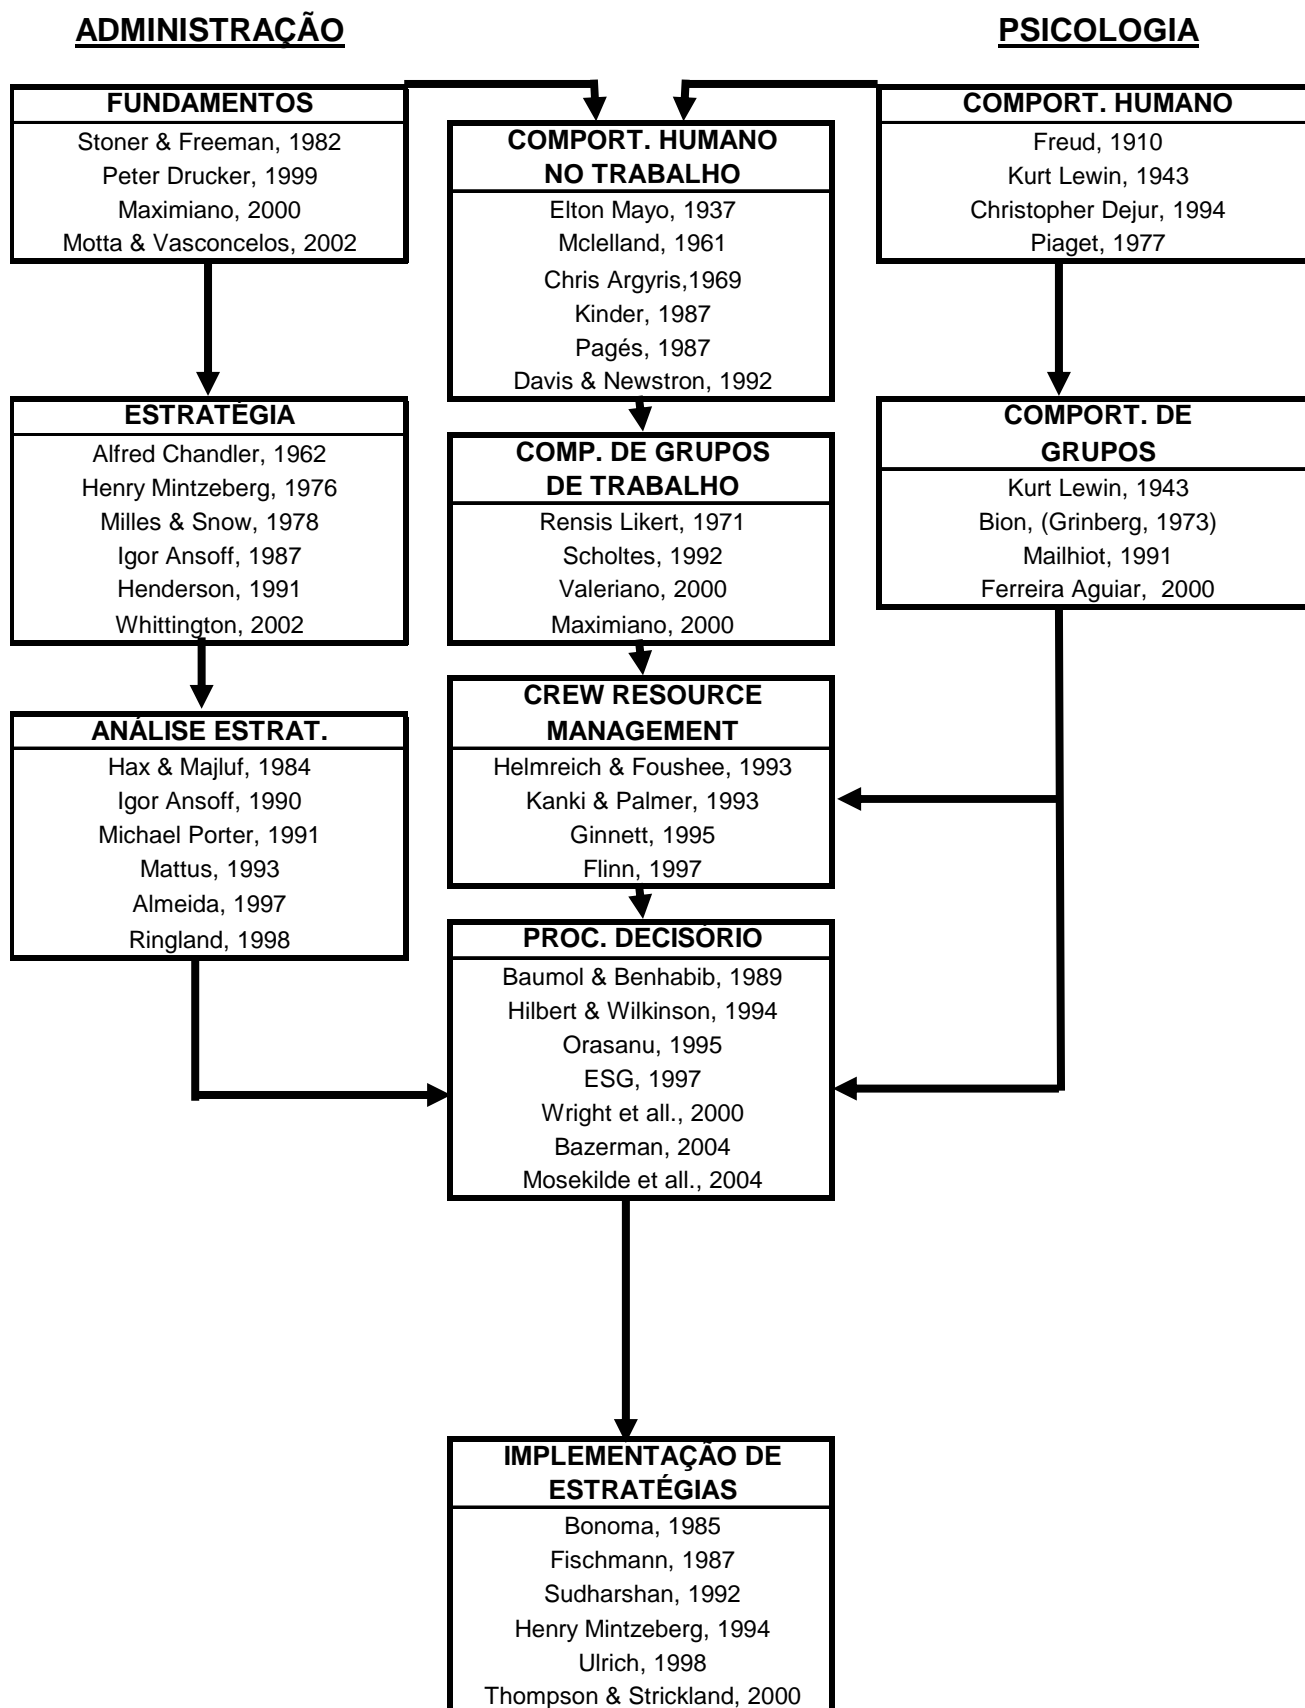 ADMINISTRAÇÃO
PSICOLOGIA
FUNDAMENTOS
Stoner & Freeman, 1982
Peter Drucker, 1999
Maximiano, 2000
Motta & Vasconcelos, 2002
COMPORT. HUMANO
NO TRABALHO
Elton Mayo, 1937
Mclelland, 1961
Chris Argyris,1969
Kinder, 1987
Pagés, 1987
Davis & Newstron, 1992
COMPORT. HUMANO
Freud, 1910
Kurt Lewin, 1943
Christopher Dejur, 1994
Piaget, 1977
ESTRATÉGIA
Alfred Chandler, 1962
Henry Mintzeberg, 1976
Milles & Snow, 1978
Igor Ansoff, 1987
Henderson, 1991
Whittington, 2002
COMP. DE GRUPOS
DE TRABALHO
Rensis Likert, 1971
Scholtes, 1992
Valeriano, 2000
Maximiano, 2000
COMPORT. DE
GRUPOS
Kurt Lewin, 1943
Bion, (Grinberg, 1973)
Mailhiot, 1991
Ferreira Aguiar, 2000
ANÁLISE ESTRAT.
Hax & Majluf, 1984
Igor Ansoff, 1990
Michael Porter, 1991
Mattus, 1993
Almeida, 1997
Ringland, 1998
CREW RESOURCE
MANAGEMENT
Helmreich & Foushee, 1993
Kanki & Palmer, 1993
Ginnett, 1995
Flinn, 1997
PROC. DECISÓRIO
Baumol & Benhabib, 1989
Hilbert & Wilkinson, 1994
Orasanu, 1995
ESG, 1997
Wright et all., 2000
Bazerman, 2004
Mosekilde et all., 2004
IMPLEMENTAÇÃO DE
ESTRATÉGIAS
Bonoma, 1985
Fischmann, 1987
Sudharshan, 1992
Henry Mintzeberg, 1994
Ulrich, 1998
Thompson & Strickland, 2000